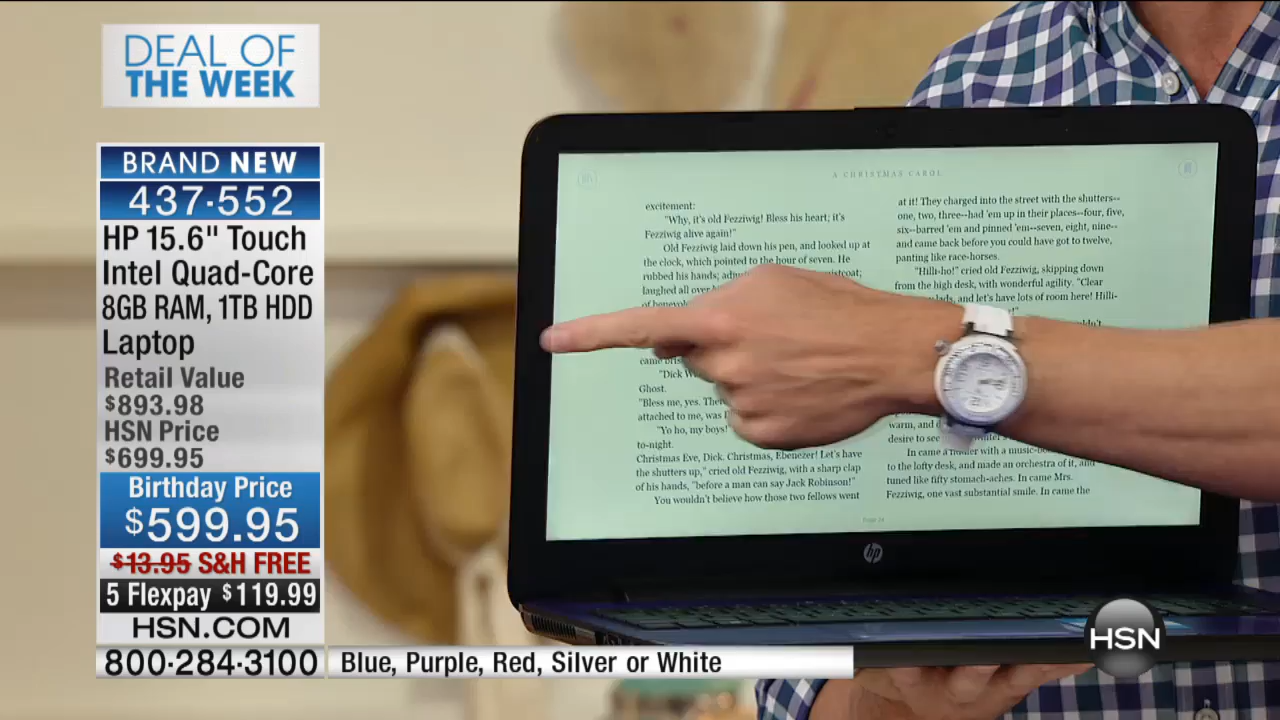 DEAL OF
THE WEEK
BRAND NEW
437·552
HP 15.6" Touch
Intel Quad-Core
8GB RAM, 1TB HDD
Laptop
Retail Value
$893.98
HSN Price
$699.95
Birthday Price
$599.95
$13.95 S&H FREE
5 Flexpay $119.99
HSN.COM
800·284·3100
Blue, Purple, Red, Silver or White
A CHRISTMAS CAROL
excitement:
"Why, it's old Fezziwig! Bless his heart; it's
Fezziwig alive again!"
Old Fezziwig laid down his pen, and looked up at
the clock, which pointed to the hour of seven. He
rubbed his hands;
laughed all over
of
came
"Dick
Ghost.
"Bless me, yes.
attached to me, was
"Yo ho, my boys!"
to-night.
Christmas Eve, Dick. Christmas, Ebenezer! Let's have
the shutters up," cried old Fezziwig, with a sharp clap
of his hands, "before a man can say Jack Robinson!"
You wouldn't believe how those two fellows went
at it! They charged into the street with the shutters--
one, two, three--had 'em up in their places--four, five,
six--barred 'em and pinned 'em--seven, eight, nine--
and came back before you could have got to twelve,
panting like race-horses.
"Hilli-ho!" cried old Fezziwig, skipping down
from the high desk, with wonderful agility. "Clear
lads, and let's have lots of room here! Hilli-
warm, and
desire to see
In came a fiddler with a
to the lofty desk, and made an orchestra of it, and
tuned like fifty stomach-aches. In came Mrs.
Fezziwig, one vast substantial smile. In came the
hp
HSN